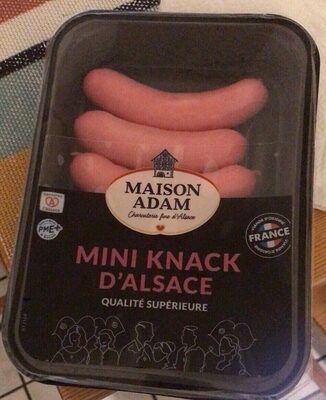 MAISON
ADAM
Charcuterie fine d'Alsace
PME+
FRANCE
MINI KNACK
D'ALSACE
QUALITÉ SUPÉRIEURE